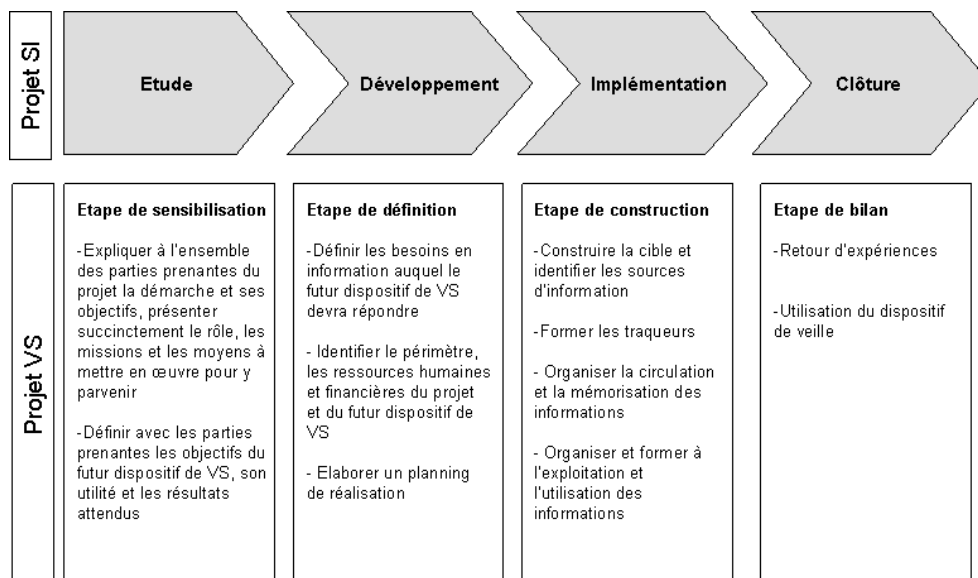 Projet SI
Etude
Développement
Implémentation
Clôture
Projet VS
Etape de sensibilisation
-Expliquer à l'ensemble
des parties prenantes du
projet la démarche et ses
objectifs, présenter
succinctement le rôle, les
missions et les moyens à
mettre en œuvre pour y
parvenir
-Définir avec les parties
prenantes les objectifs du
futur dispositif de VS, son
utilité et les résultats
attendus
Etape de définition
-Définir les besoins en
information auquel le
futur dispositif de VS
devra répondre
- Identifier le périmètre,
les ressources humaines
et financières du projet
et du futur dispositif de
VS
- Elaborer un planning
de réalisation
Etape de construction
-Construire la cible et
identifier les sources
d'information
-Former les traqueurs
- Organiser la circulation
et la mémorisation des
informations
- Organiser et former à
l'exploitation et
l'utilisation des
informations
Etape de bilan
-Retour d'expériences
-Utilisation du dispositif
de veille